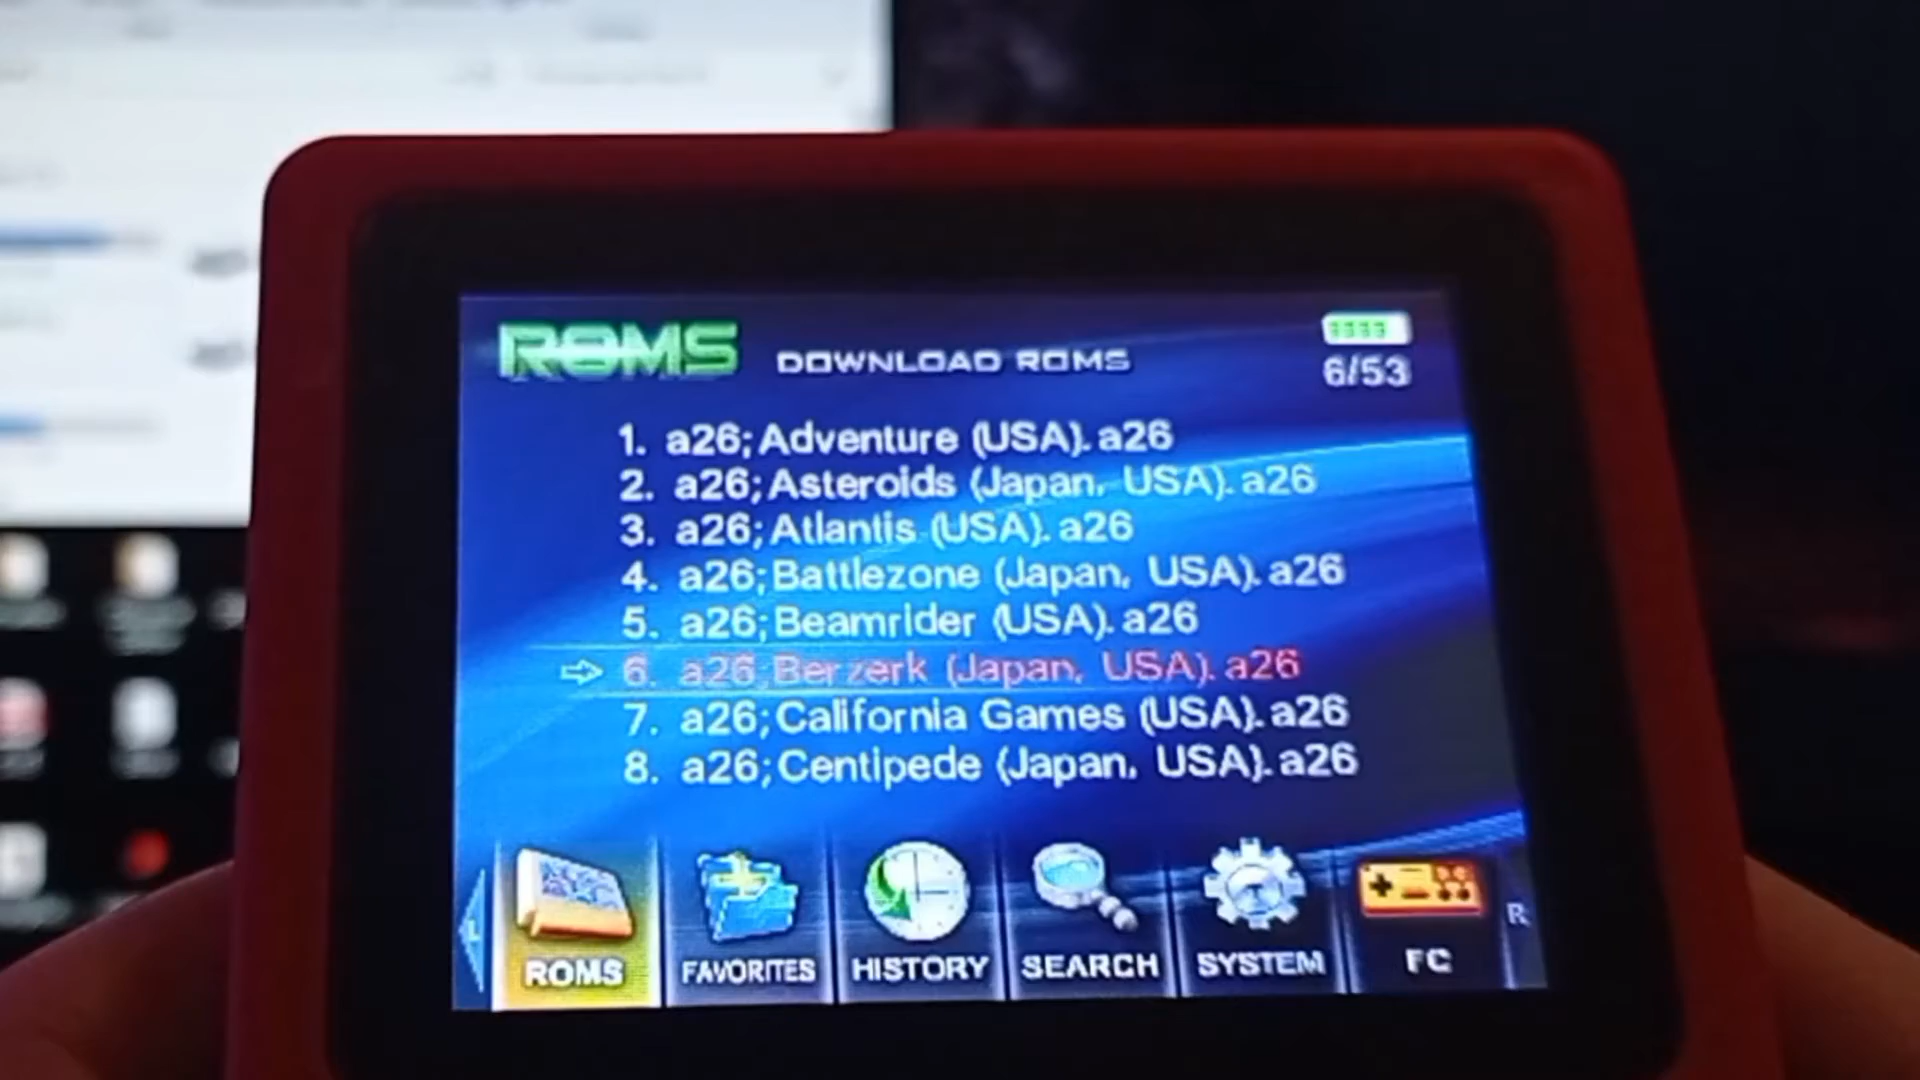 ROMS DOWNLOAD ROMS
6/53
1. a26;Adventure (USA).a26
2. a26;Asteroids (Japan, USA).a26
3. a26;Atlantis (USA).a26
4. a26;Battlezone (Japan, USA).a26
5. a26;Beamrider (USA).a26
6. a26;Berzerk (Japan, USA).a26
7. a26;California Games (USA).a26
8. a26;Centipede (Japan, USA).a26
L ROMS FAVORITES HISTORY SEARCH SYSTEM FC R